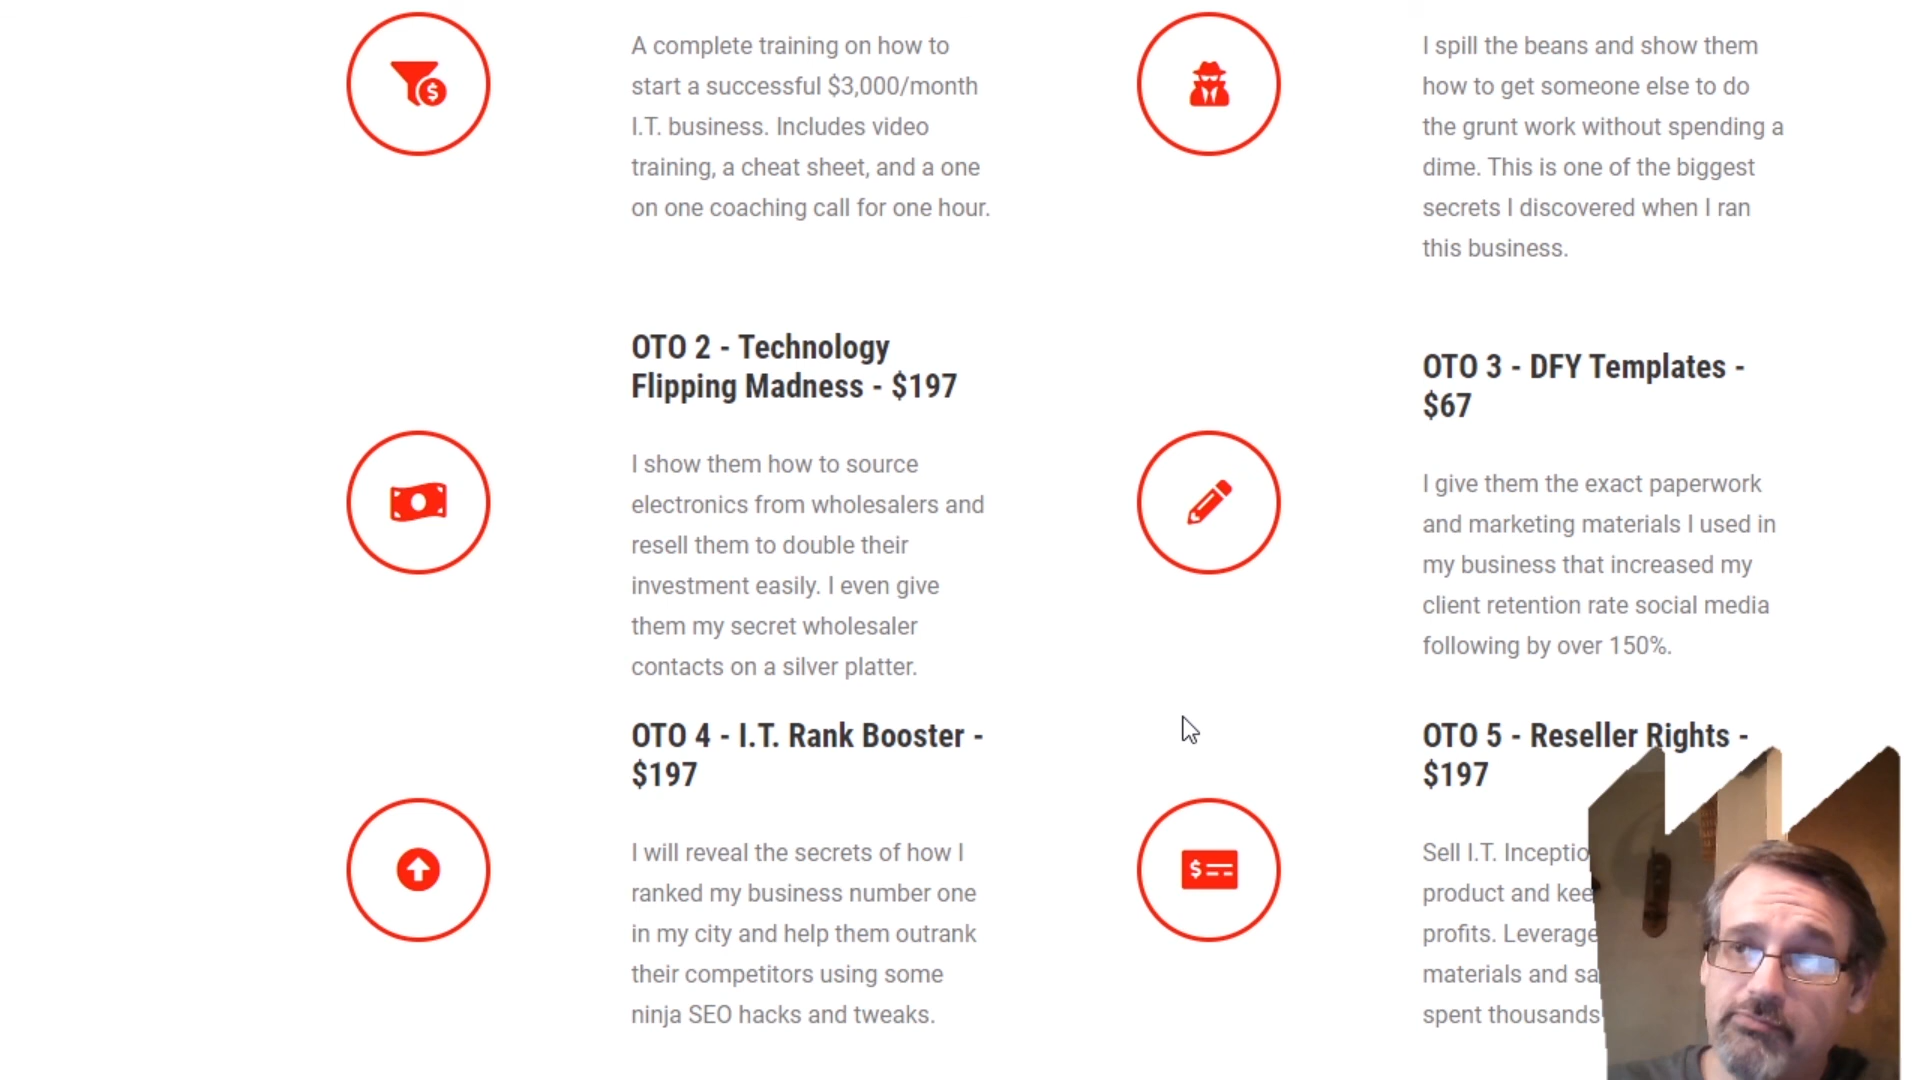 A complete training on how to
start a successful $3,000/month
I.T. business. Includes video
training, a cheat sheet, and a one
on one coaching call for one hour.
I spill the beans and show them
how to get someone else to do
the grunt work without spending a
dime. This is one of the biggest
secrets I discovered when I ran
this business.
OTO 2 - Technology
Flipping Madness - $197
I show them how to source
electronics from wholesalers and
resell them to double their
investment easily. I even give
them my secret wholesaler
contacts on a silver platter.
OTO 3 - DFY Templates -
$67
I give them the exact paperwork
and marketing materials I used in
my business that increased my
client retention rate social media
following by over 150%.
OTO 4 - I.T. Rank Booster -
$197
I will reveal the secrets of how I
ranked my business number one
in my city and help them outrank
their competitors using some
ninja SEO hacks and tweaks.
OTO 5 - Reseller Rights -
$197
Sell I.T.
product and
profits. Leverage
materials and
spent thousands